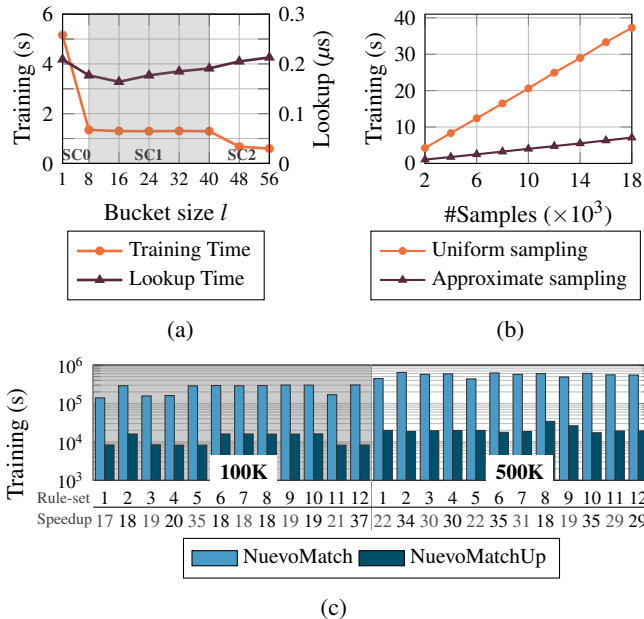 6
4
2
0
Training (s)
0.3
0.2
0.1
0
Lookup (μs)
SC0 SC1 SC2
1 8 16 24 32 40 48 56
Bucket size l
Training Time
Lookup Time
(a)
40
30
20
10
0
Training (s)
2 6 10 14 18
#Samples (×10³)
Uniform sampling
Approximate sampling
(b)
10⁶
10⁵
10⁴
10³
Training (s)
100K 500K
Rule-set 1 2 3 4 5 6 7 8 9 10 11 12 1 2 3 4 5 6 7 8 9 10 11 12
Speedup 17 18 19 20 35 18 18 18 19 19 21 37 22 34 30 30 22 35 31 18 19 35 29 29
NuevoMatch NuevoMatchUp
(c)